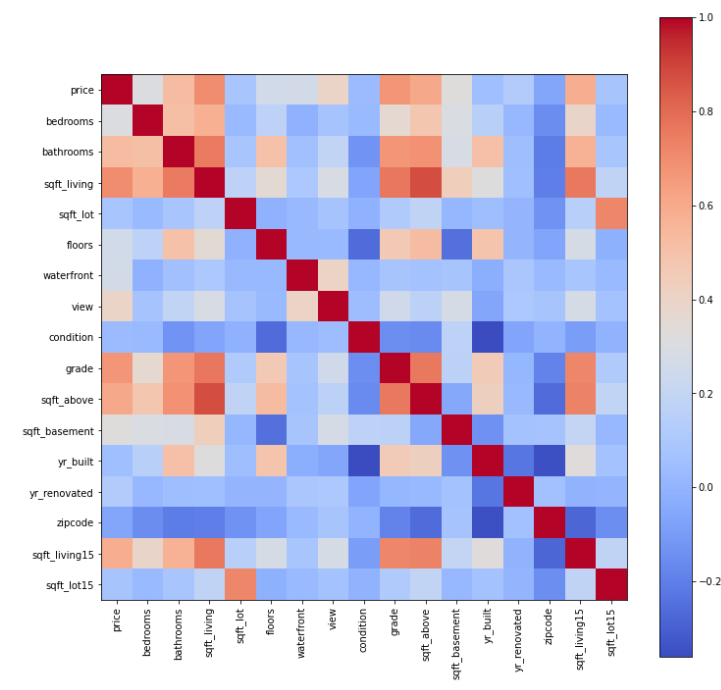 1.0
price
bedrooms
bathrooms
0.8
sqft_living
sqft_lot
0.6
floors
waterfront
view
0.4
condition
grade
sqft_above
0.2
sqft_basement
yr_built
0.0
yr_renovated
zipcode
sqft_living15
−0.2
sqft_lot15
price
bedrooms
bathrooms
sqft_living
sqft_lot
floors
waterfront
view
condition
grade
sqft_above
sqft_basement
yr_built
yr_renovated
zipcode
sqft_living15
sqft_lot15